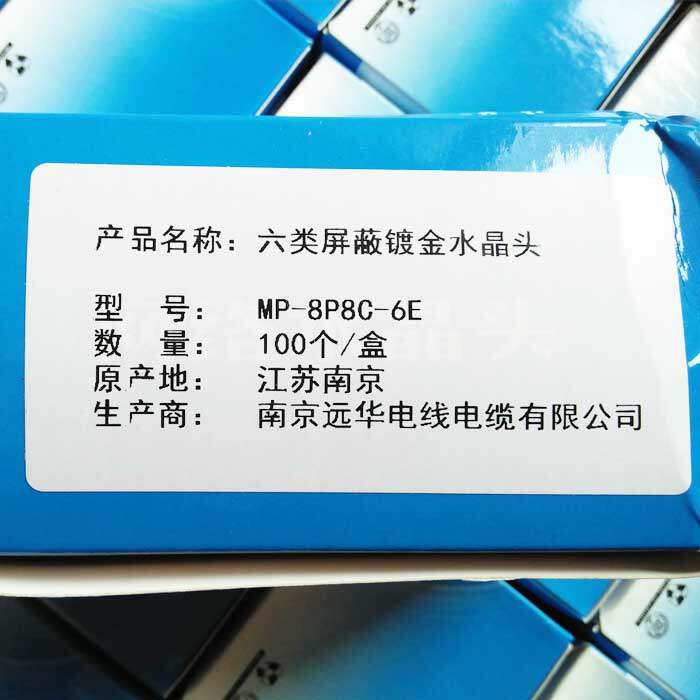 产品名称：六类屏蔽镀金水晶头
型 号：MP-8P8C-6E
数 量：100个/盒
原产地：江苏南京
生产商：南京远华电线电缆有限公司